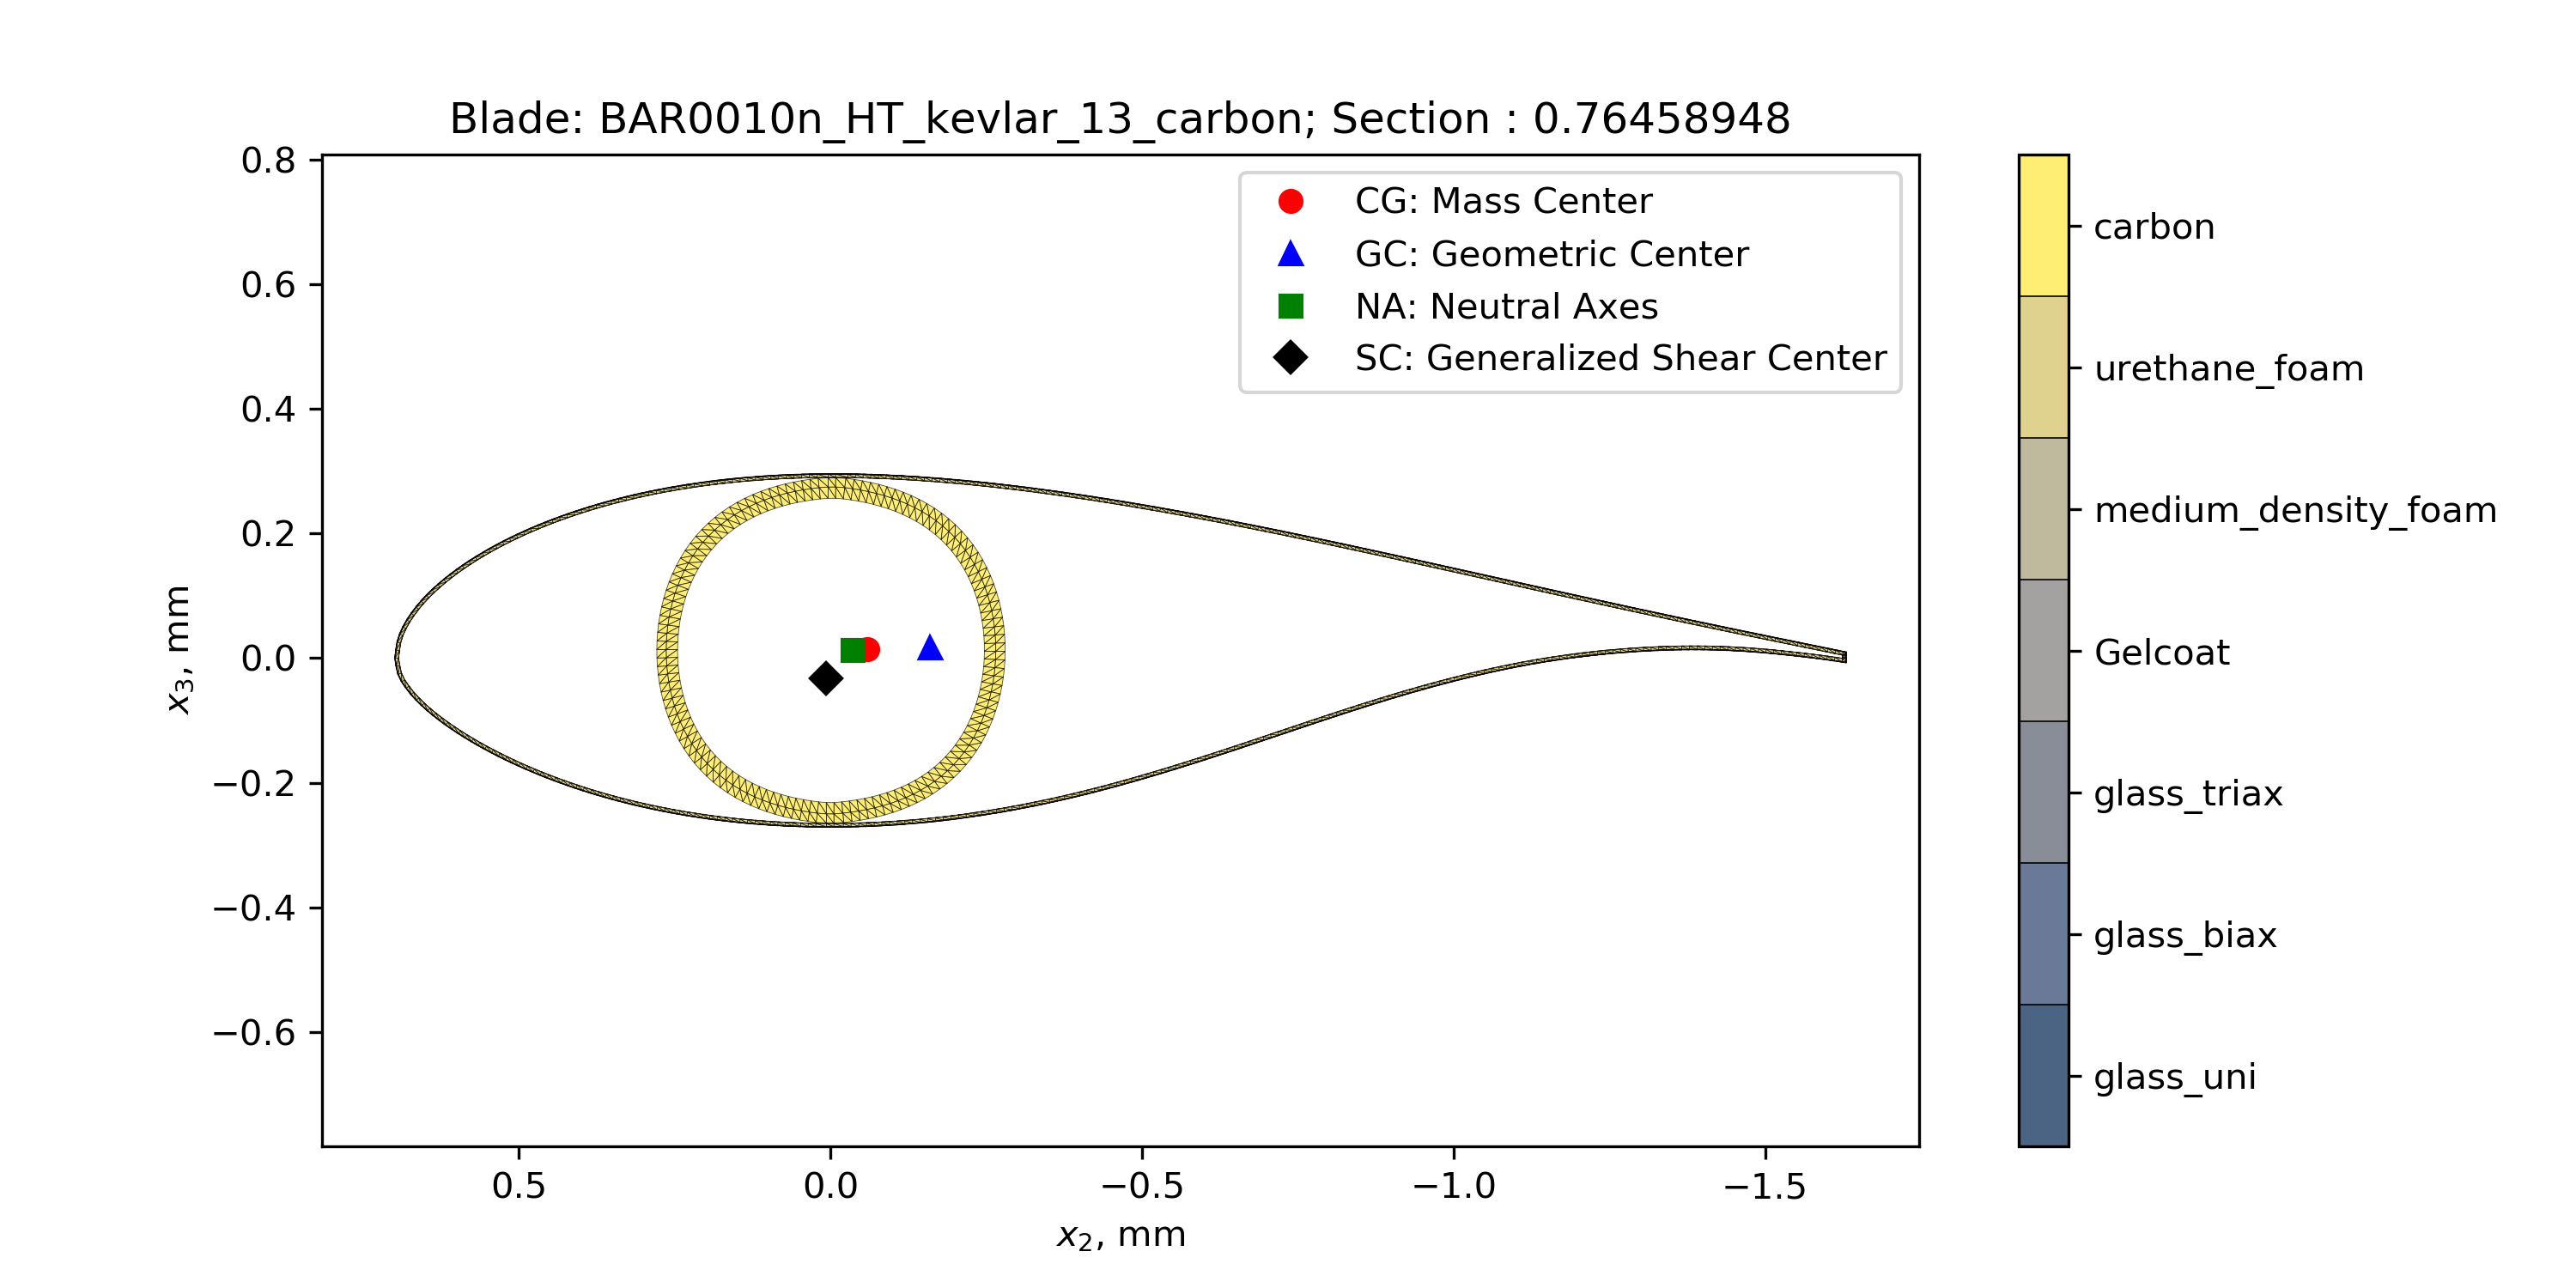 Blade: BAR0010n_HT_kevlar_13_carbon; Section : 0.76458948
CG: Mass Center
GC: Geometric Center
NA: Neutral Axes
SC: Generalized Shear Center
0.8
0.6
0.4
0.2
0.0
−0.2
−0.4
−0.6
x₃, mm
0.5 0.0 −0.5 −1.0 −1.5
x₂, mm
carbon
urethane_foam
medium_density_foam
Gelcoat
glass_triax
glass_biax
glass_uni